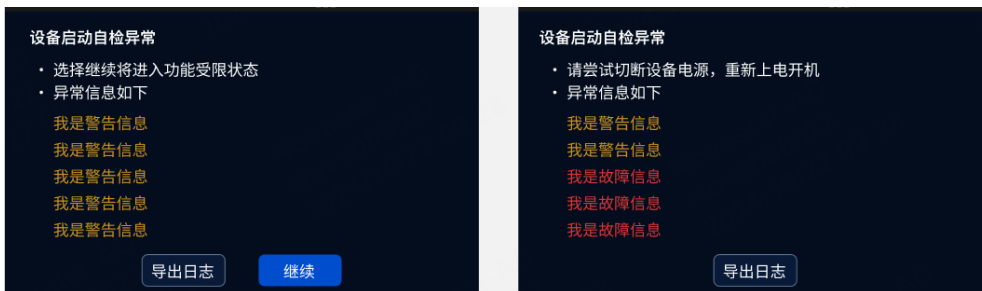 设备启动自检异常
• 选择继续将进入功能受限状态
• 异常信息如下
我是警告信息
我是警告信息
我是警告信息
我是警告信息
我是警告信息
导出日志
继续
设备启动自检异常
• 请尝试切断设备电源，重新上电开机
• 异常信息如下
我是警告信息
我是警告信息
我是故障信息
我是故障信息
我是故障信息
导出日志